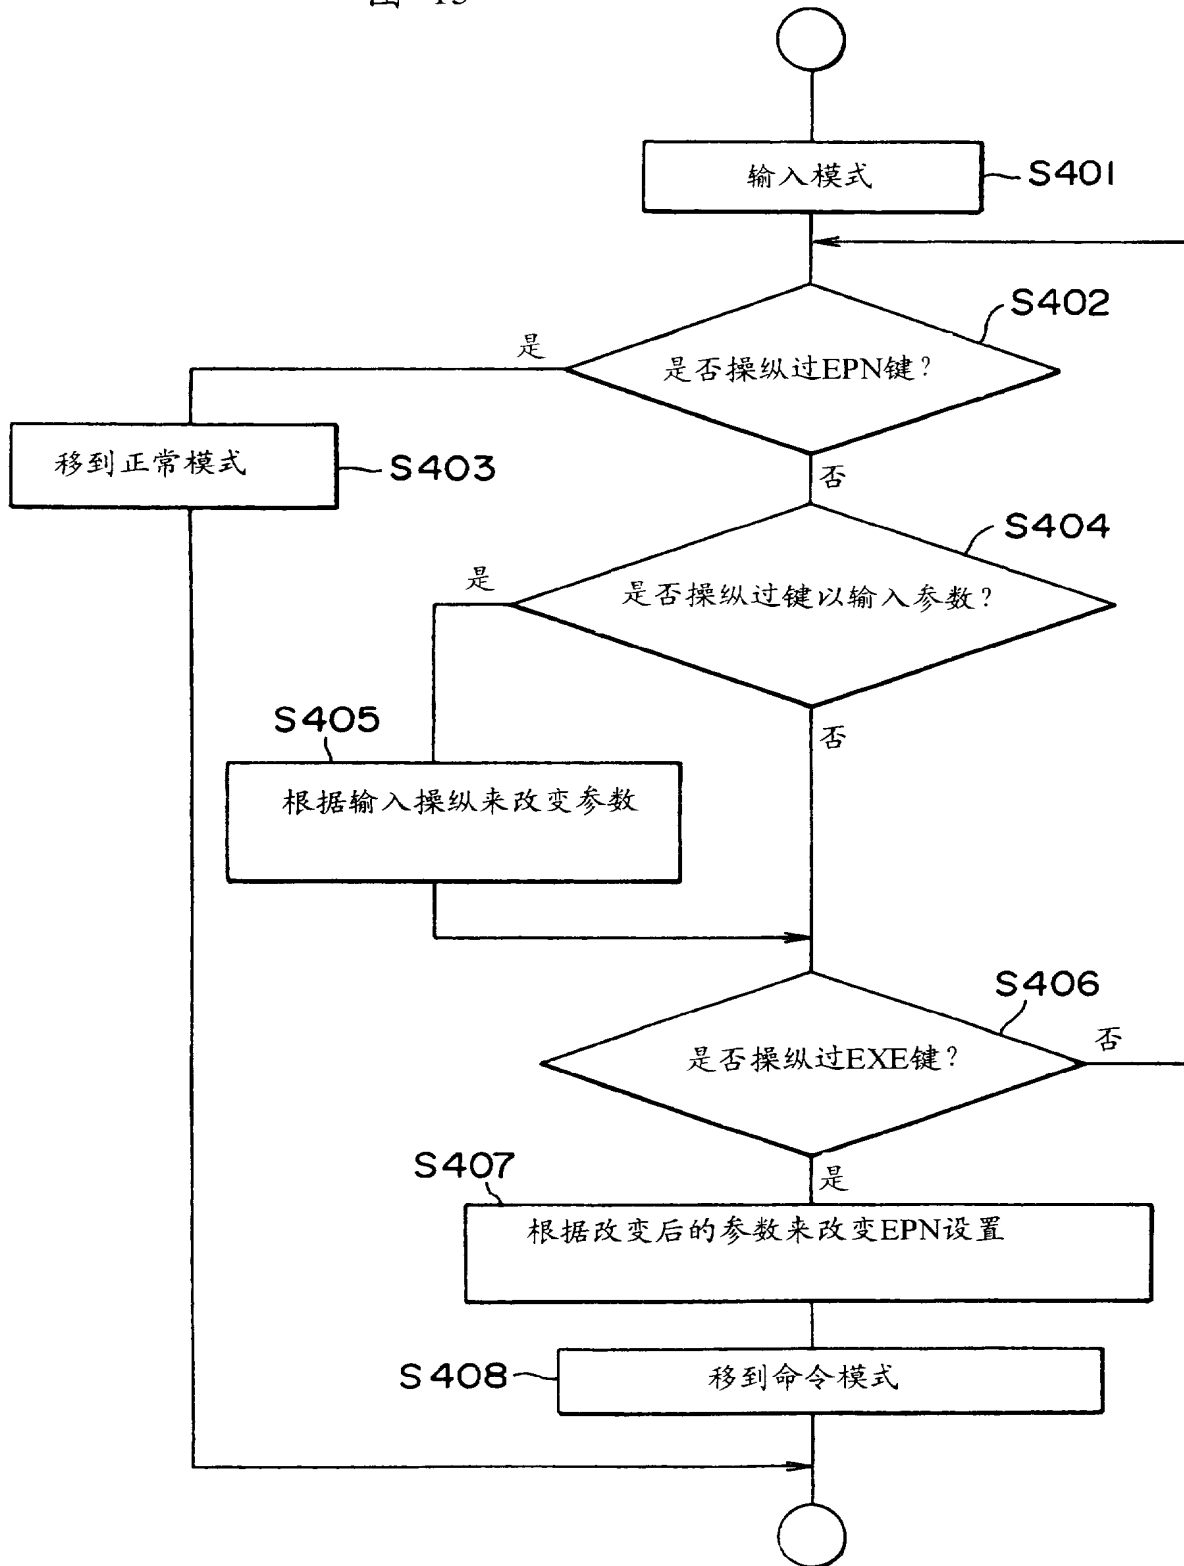 输入模式
S401
S402
是
是否操纵过EPN键?
移到正常模式
S403
否
S404
是
是否操纵过键以输入参数?
S405
否
根据输入操纵来改变参数
S406
否
是否操纵过EXE键?
S407
是
根据改变后的参数来改变EPN设置
S408
移到命令模式